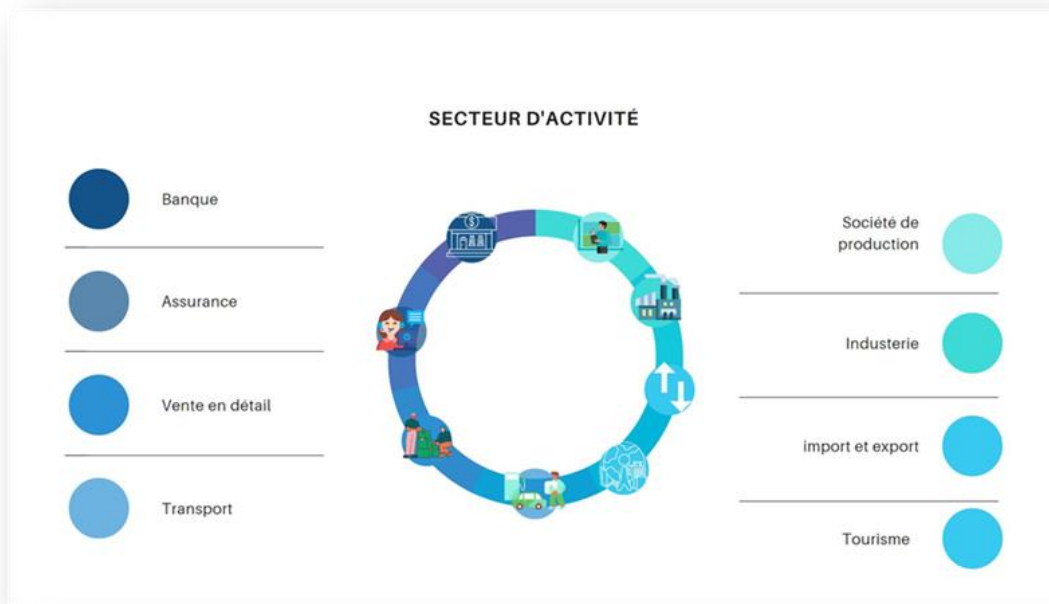 SECTEUR D'ACTIVITÉ
Banque
Assurance
Vente en détail
Transport
Société de
production
Industerie
import et export
Tourisme
$